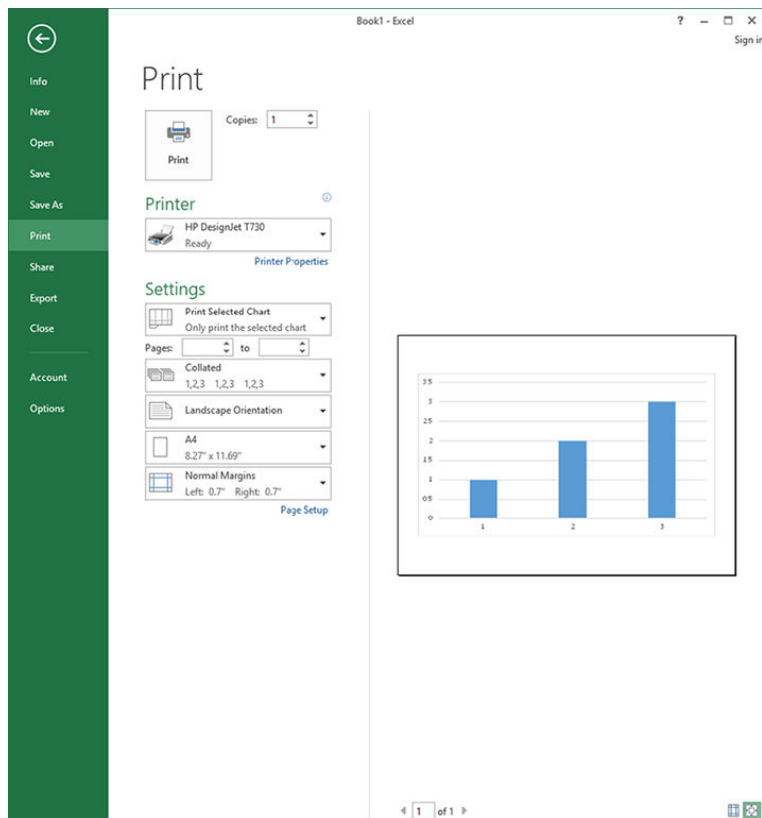 Book1 - Excel
?
Sign in
Info
New
Open
Save
Save As
Print
Share
Export
Close
Account
Options
Print
Copies: 1
Print
Printer
HP DesignJet T730
Ready
Printer Properties
Settings
Print Selected Chart
Only print the selected chart
Pages: to
Collated
1,2,3 1,2,3 1,2,3
Landscape Orientation
A4
8.27" x 11.69"
Normal Margins
Left: 0.7" Right: 0.7"
Page Setup
3.5
3
2.5
2
1.5
1
0.5
0
1 2 3
1 of 1